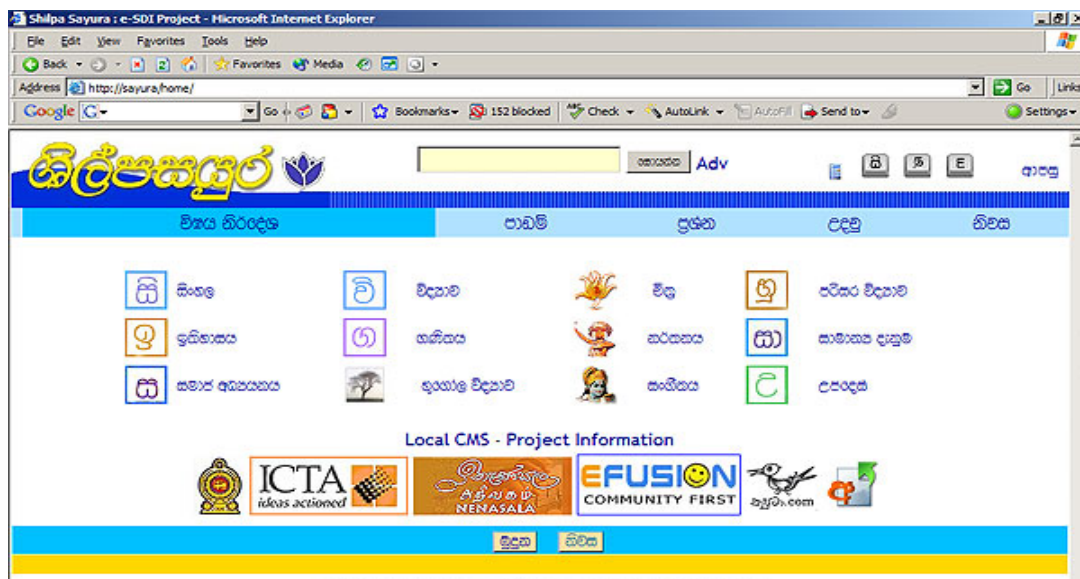 Shilpa Sayura : e-SDI Project - Microsoft Internet Explorer
File Edit View Favorites Tools Help
Back Favorites Media
Address http://sayura/home/ Go Links
Google G Go Bookmarks 152 blocked Check AutoLink AutoFill Send to Settings
ශිල්පසයුර සොයන්න Adv සි த E ආපසු
විෂය නිර්දේශ පාඩම් ප්‍රශ්න උදවු නිවස
සි සිංහල වි විද්‍යාව චිත්‍ර භූ පරිසර විද්‍යාව
ඉ ඉතිහාසය ග ගණිතය නර්තනය සා සාමාන්‍ය දැනුම
ස සමාජ අධ්‍යයනය භූගෝල විද්‍යාව සංගීතය උ උපදෙස්
Local CMS - Project Information
ICTA
ideas actioned
NENASALA
EFUSION
COMMUNITY FIRST
.com
මුදුන නිවස